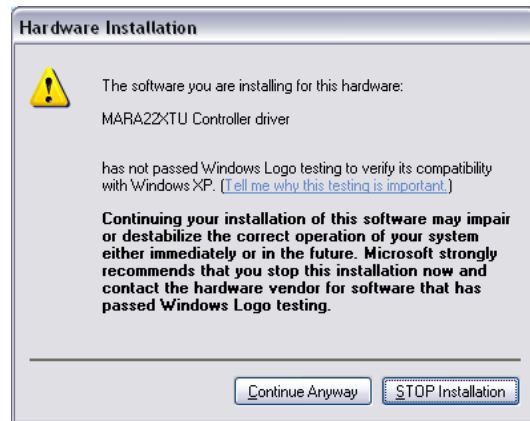 Hardware Installation
The software you are installing for this hardware:
MARA22XTU Controller driver
has not passed Windows Logo testing to verify its compatibility
with Windows XP. (Tell me why this testing is important.)
Continuing your installation of this software may impair
or destabilize the correct operation of your system
either immediately or in the future. Microsoft strongly
recommends that you stop this installation now and
contact the hardware vendor for software that has
passed Windows Logo testing.
Continue Anyway
STOP Installation